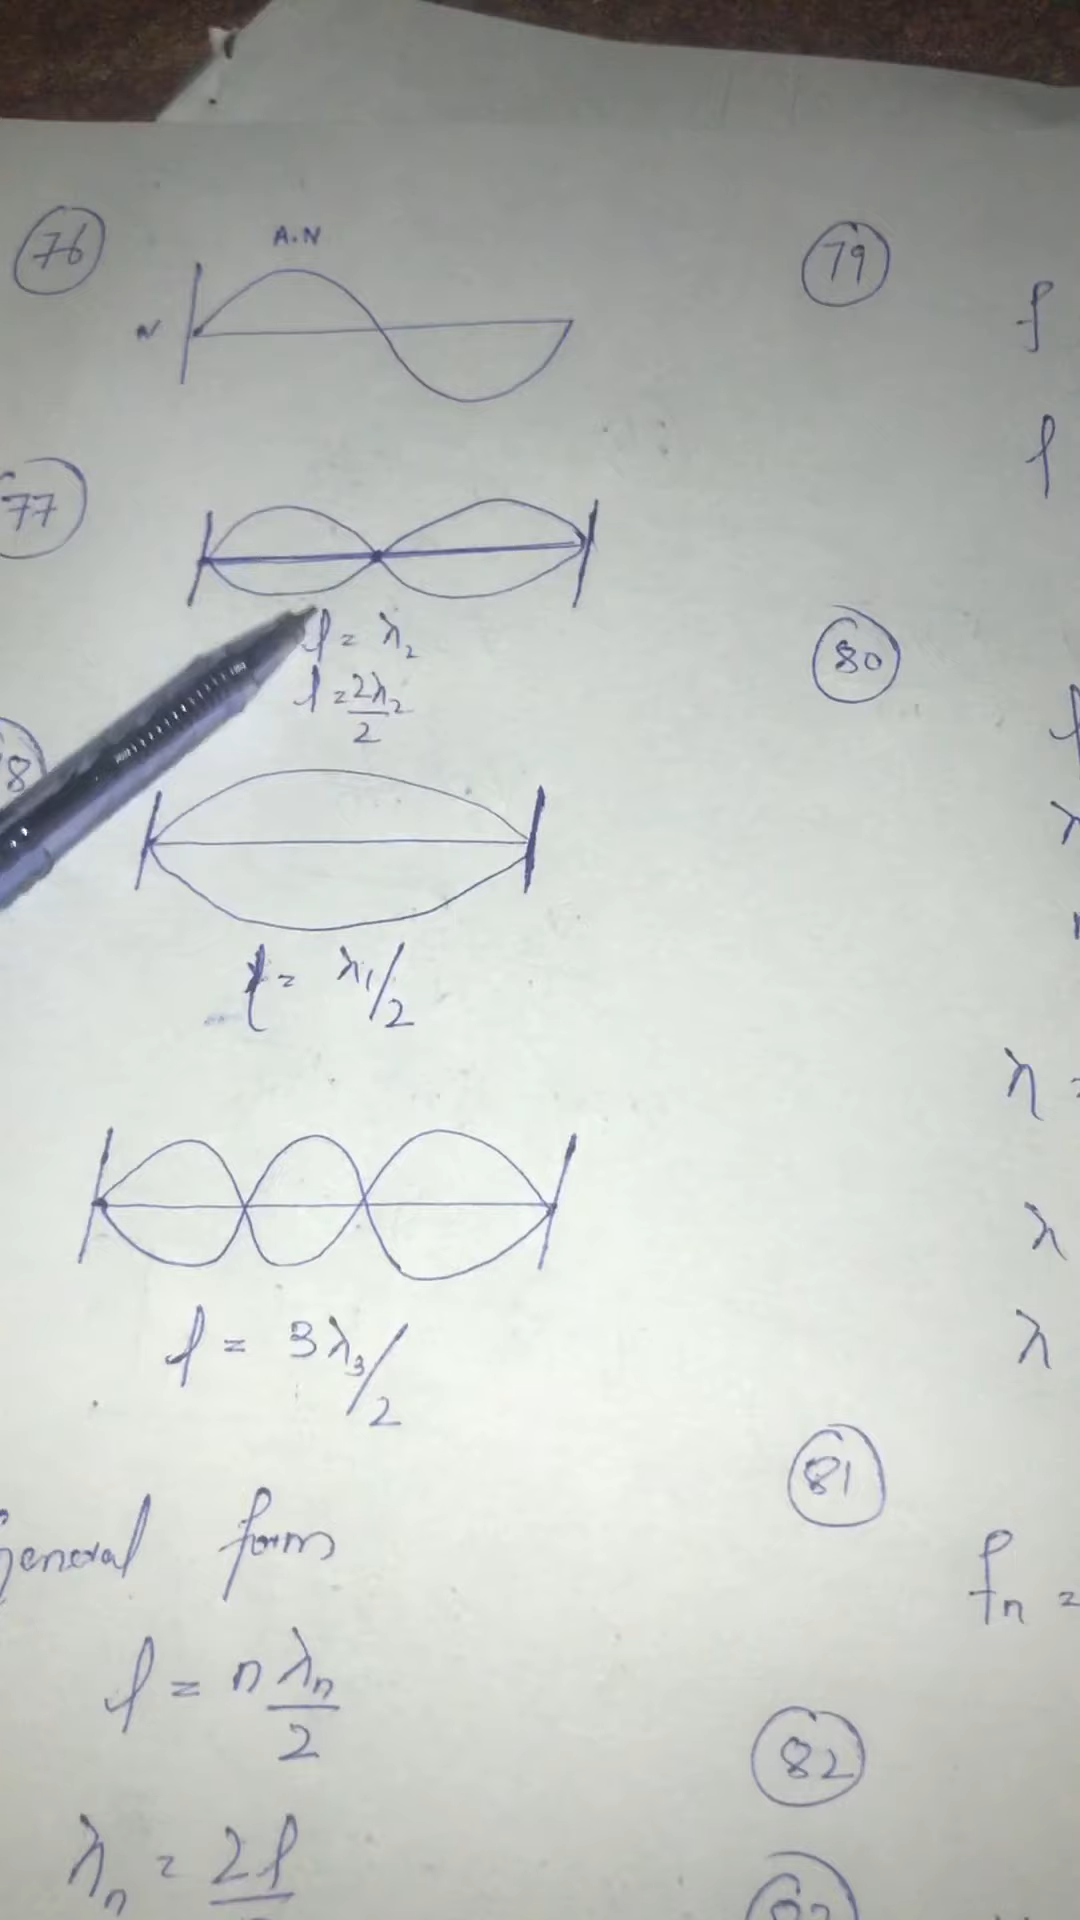 76
A.N
N
77
l = λ₂
l = 2λ₂/2
l = λ₁/2
l = 3λ₃/2
General form
l = nλₙ/2
λₙ = 2l
79
f
l
80
λ
λ =
λ
λ
81
fₙ =
82